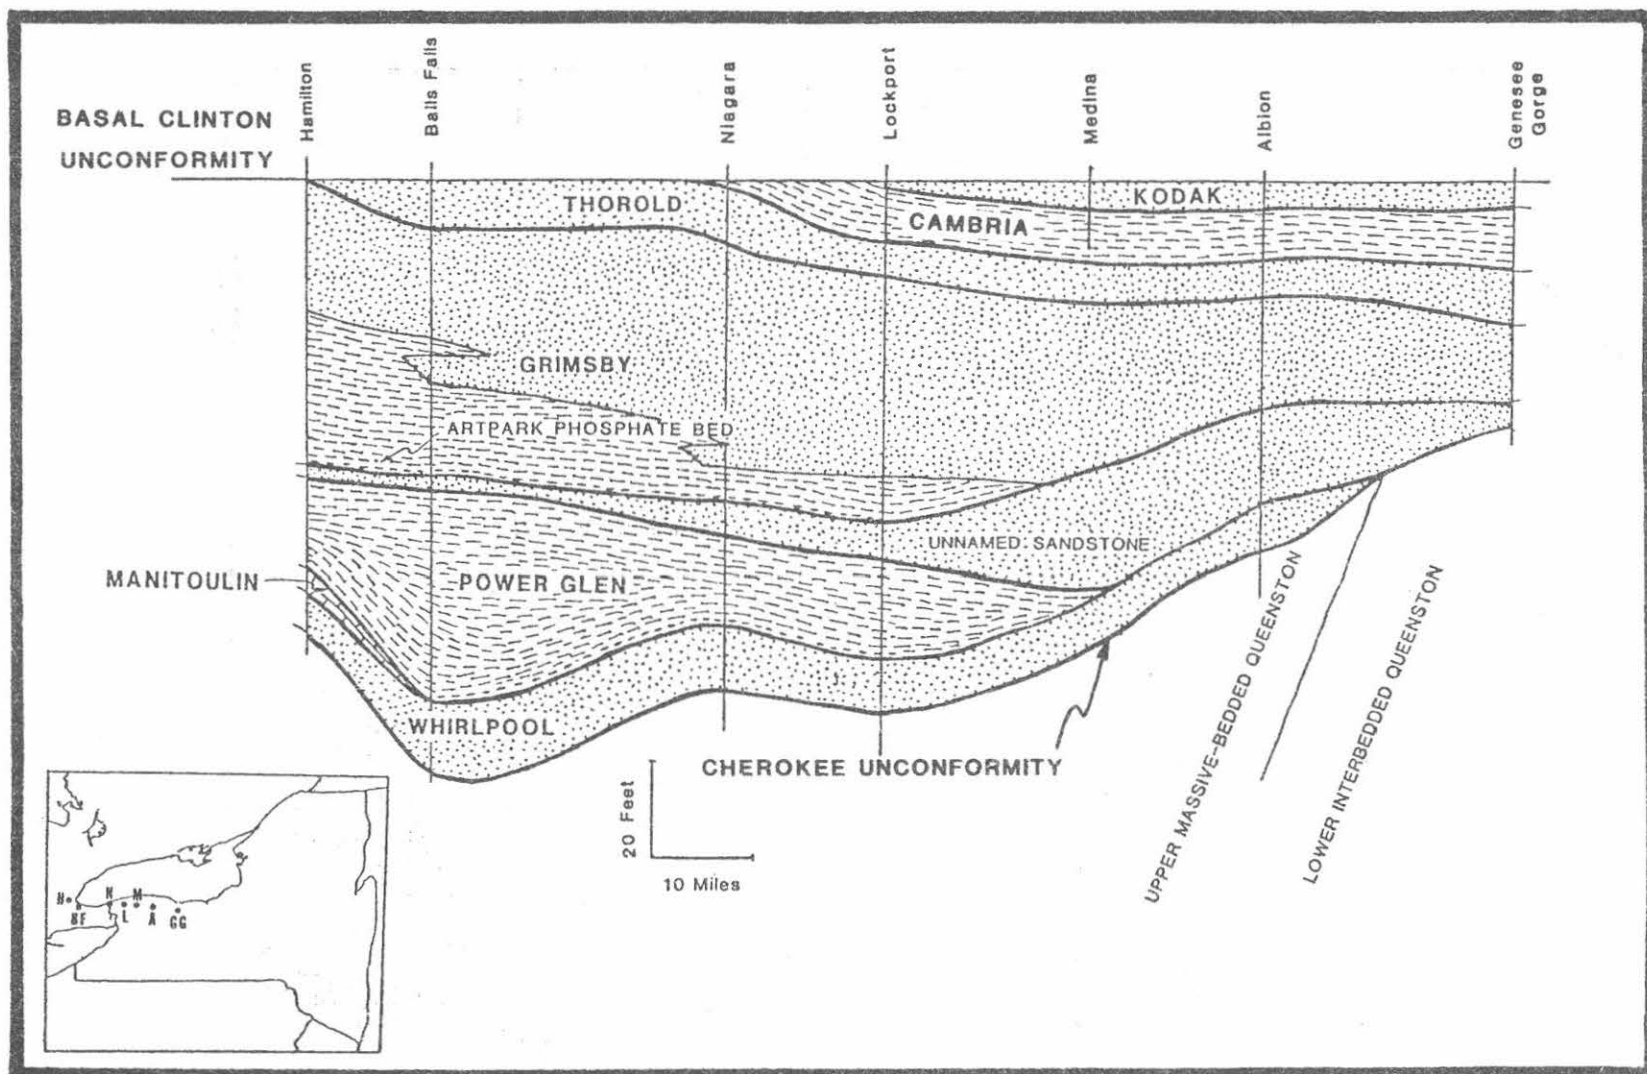 Hamilton
Balls Falls
Niagara
Lockport
Medina
Albion
Genesee
Gorge
BASAL CLINTON
UNCONFORMITY
THOROLD
KODAK
CAMBRIA
GRIMSBY
ARTPARK PHOSPHATE BED
UNNAMED SANDSTONE
MANITOULIN
POWER GLEN
WHIRLPOOL
CHEROKEE UNCONFORMITY
UPPER MASSIVE-BEDDED QUEENSTON
LOWER INTERBEDDED QUEENSTON
20 Feet
10 Miles
H
BF
N
L
M
A
GG